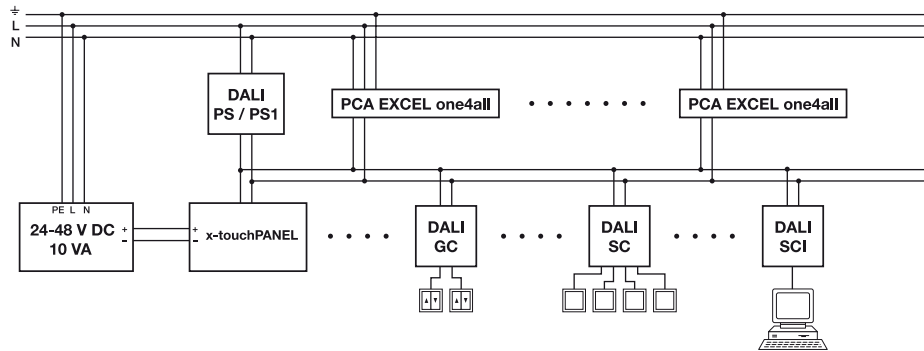 ⏚
L
N
DALI
PS / PS1
PCA EXCEL one4all
PCA EXCEL one4all
PE L N
24-48 V DC
10 VA
+
−
+
−
x-touchPANEL
DALI
GC
DALI
SC
DALI
SCI